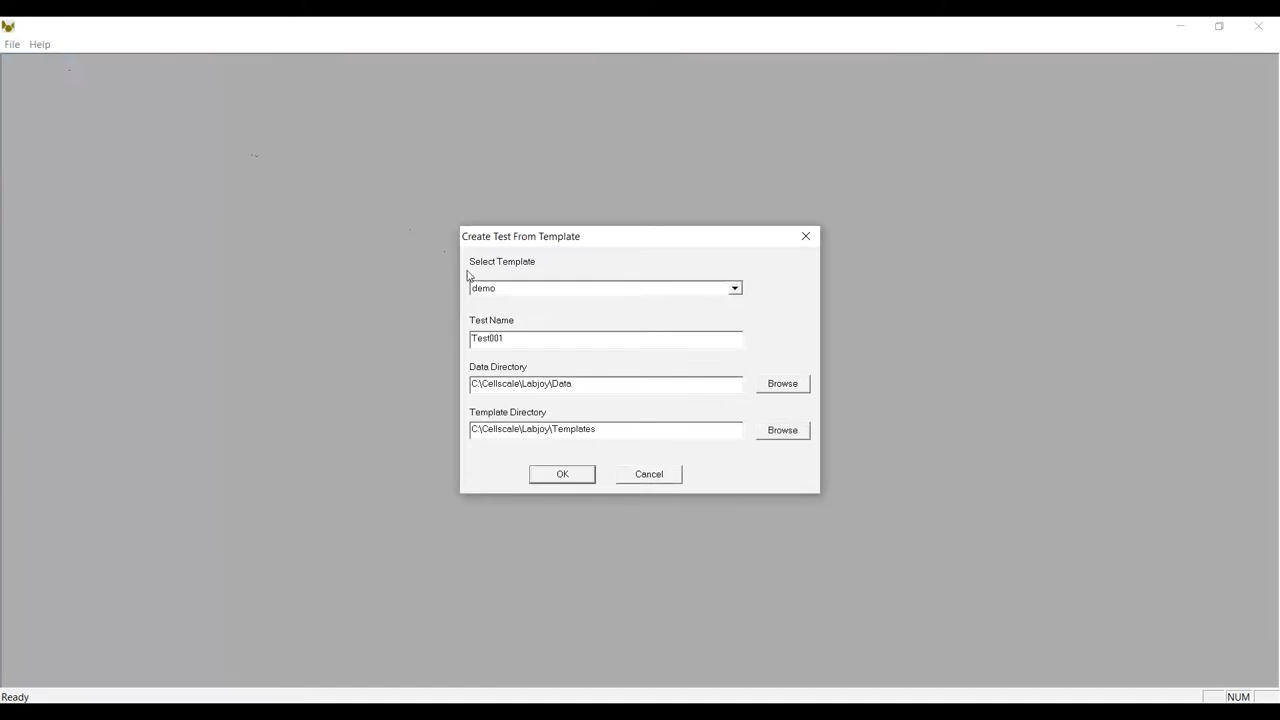 File Help
Create Test From Template
Select Template
demo
Test Name
Test001
Data Directory
C:\Cellscale\Labjoy\Data
Browse
Template Directory
C:\Cellscale\Labjoy\Templates
Browse
OK Cancel
Ready NUM